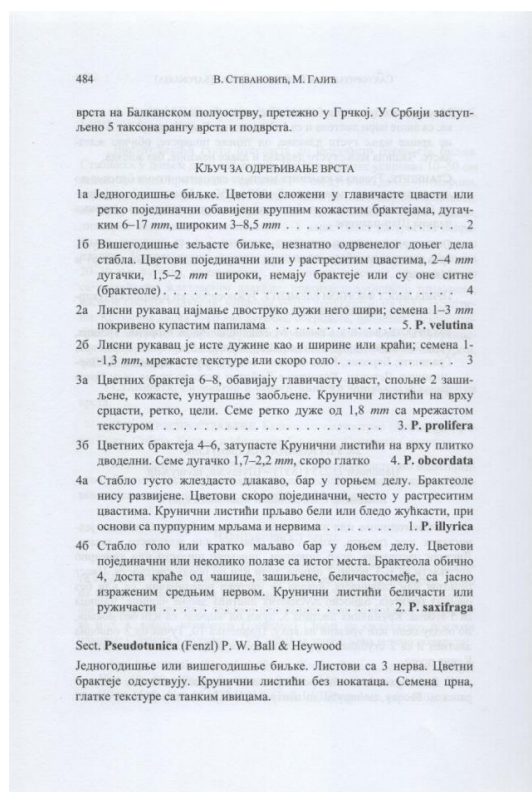 484 В. Стевановић, М. Гајић
врста на Балканском полуострву, претежно у Грчкој. У Србији заступ-
љено 5 таксона рангу врста и подврста.
Кључ за одређивање врста
1а Једногодишње биљке. Цветови сложени у главичасте цвасти или
ретко појединачни обавијени крупним кожастим брактејама, дугач-
ким 6–17 mm, широким 3–8,5 mm . . . . . . . . . . . . . . . . . . 2
1б Вишегодишње зељасте биљке, незнатно одрвенелог доњег дела
стабла. Цветови појединачни или у растреситим цвастима, 2–4 mm
дугачки, 1,5–2 mm широки, немају брактеје или су оне ситне
(брактеоле) . . . . . . . . . . . . . . . . . . . . . . . . . . . . . . . 4
2а Лисни рукавац најмање двоструко дужи него шири; семена 1–3 mm
покривено купастим папилама . . . . . . . . . . . . 5. P. velutina
2б Лисни рукавац је исте дужине као и ширине или краћи; семена 1-
-1,3 mm, мрежасте текстуре или скоро голо . . . . . . . . . . . . 3
3а Цветних брактеја 6–8, обавијају главичасту цваст, спољне 2 заши-
љене, кожасте, унутрашње заобљене. Крунични листићи на врху
срцасти, ретко, цели. Семе ретко дуже од 1,8 mm са мрежастом
текстуром . . . . . . . . . . . . . . . . . . . . . . . 3. P. prolifera
3б Цветних брактеја 4–6, затупасте Крунични листићи на врху плитко
дводелни. Семе дугачко 1,7–2,2 mm, скоро глатко 4. P. obcordata
4а Стабло густо жлездасто длакаво, бар у горњем делу. Брактеоле
нису развијене. Цветови скоро појединачни, често у растреситим
цвастима. Крунични листићи прљаво бели или бледо жућкасти, при
основи са пурпурним мрљама и нервима . . . . . . . 1. P. illyrica
4б Стабло голо или кратко маљаво бар у доњем делу. Цветови
појединачни или неколико полазе са истог места. Брактеола обично
4, доста краће од чашице, зашиљене, беличастосмеђе, са јасно
израженим средњим нервом. Крунични листићи беличасти или
ружичасти . . . . . . . . . . . . . . . . . . . . . . . 2. P. saxifraga
Sect. Pseudotunica (Fenzl) P. W. Ball & Heywood
Једногодишње или вишегодишње биљке. Листови са 3 нерва. Цветни
брактеје одсуствују. Крунични листићи без нокатаца. Семена црна,
глатке текстуре са танким ивицама.